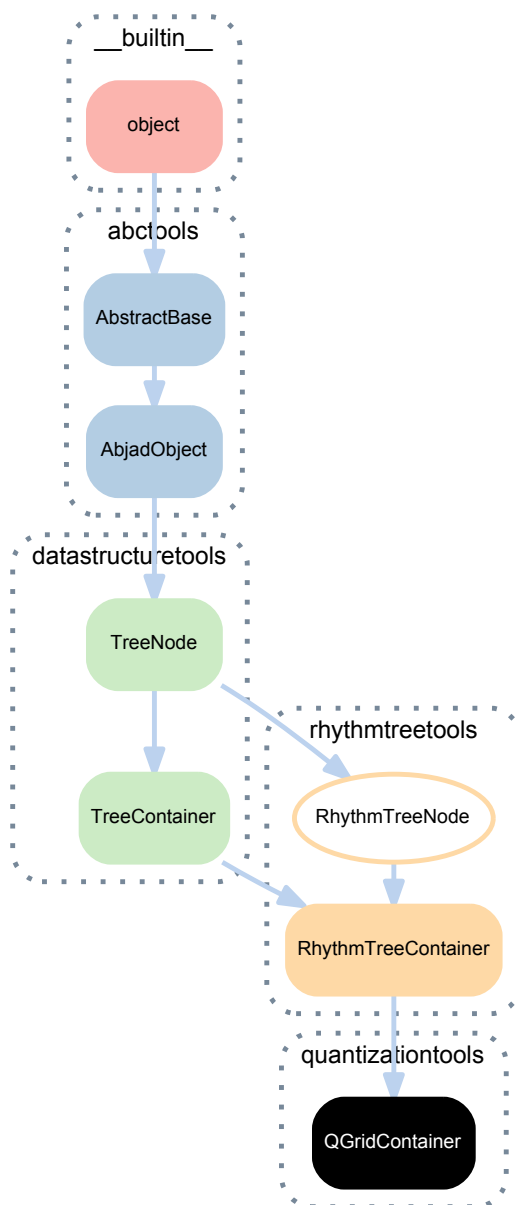 __builtin__
object
abctools
AbstractBase
AbjadObject
datastructuretools
TreeNode
rhythmtreetools
TreeContainer
RhythmTreeNode
RhythmTreeContainer
quantizationtools
QGridContainer